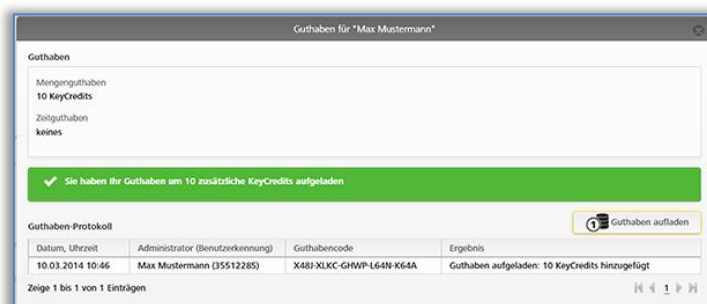 Guthaben für "Max Mustermann"
Guthaben
Mengenguthaben
10 KeyCredits
Zeitguthaben
keines
Sie haben Ihr Guthaben um 10 zusätzliche KeyCredits aufgeladen
1 Guthaben aufladen
Guthaben-Protokoll
Datum, Uhrzeit Administrator (Benutzerkennung) Guthabencode Ergebnis
10.03.2014 10:46 Max Mustermann (35512285) X48J-XLKC-GHWP-L64N-K64A Guthaben aufgeladen: 10 KeyCredits hinzugefügt
Zeige 1 bis 1 von 1 Einträgen 1